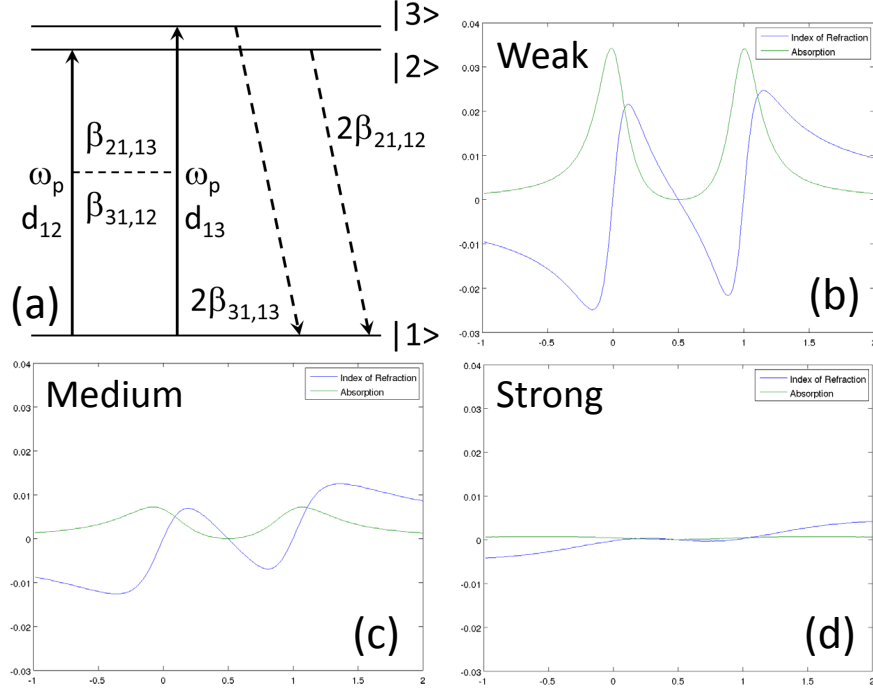 |3>
|2>
β21,13
2β21,12
ωp
ωp
β31,12
d12
d13
(a)
2β31,13
|1>
Weak
Index of Refraction
Absorption
0.04
0.03
0.02
0.01
0
-0.01
-0.02
-0.03
-1
-0.5
0
0.5
1
1.5
2
(b)
Medium
Index of Refraction
Absorption
0.04
0.03
0.02
0.01
0
-0.01
-0.02
-0.03
-1
-0.5
0
0.5
1
1.5
2
(c)
Strong
Index of Refraction
Absorption
0.04
0.03
0.02
0.01
0
-0.01
-0.02
-0.03
-1
-0.5
0
0.5
1
1.5
2
(d)